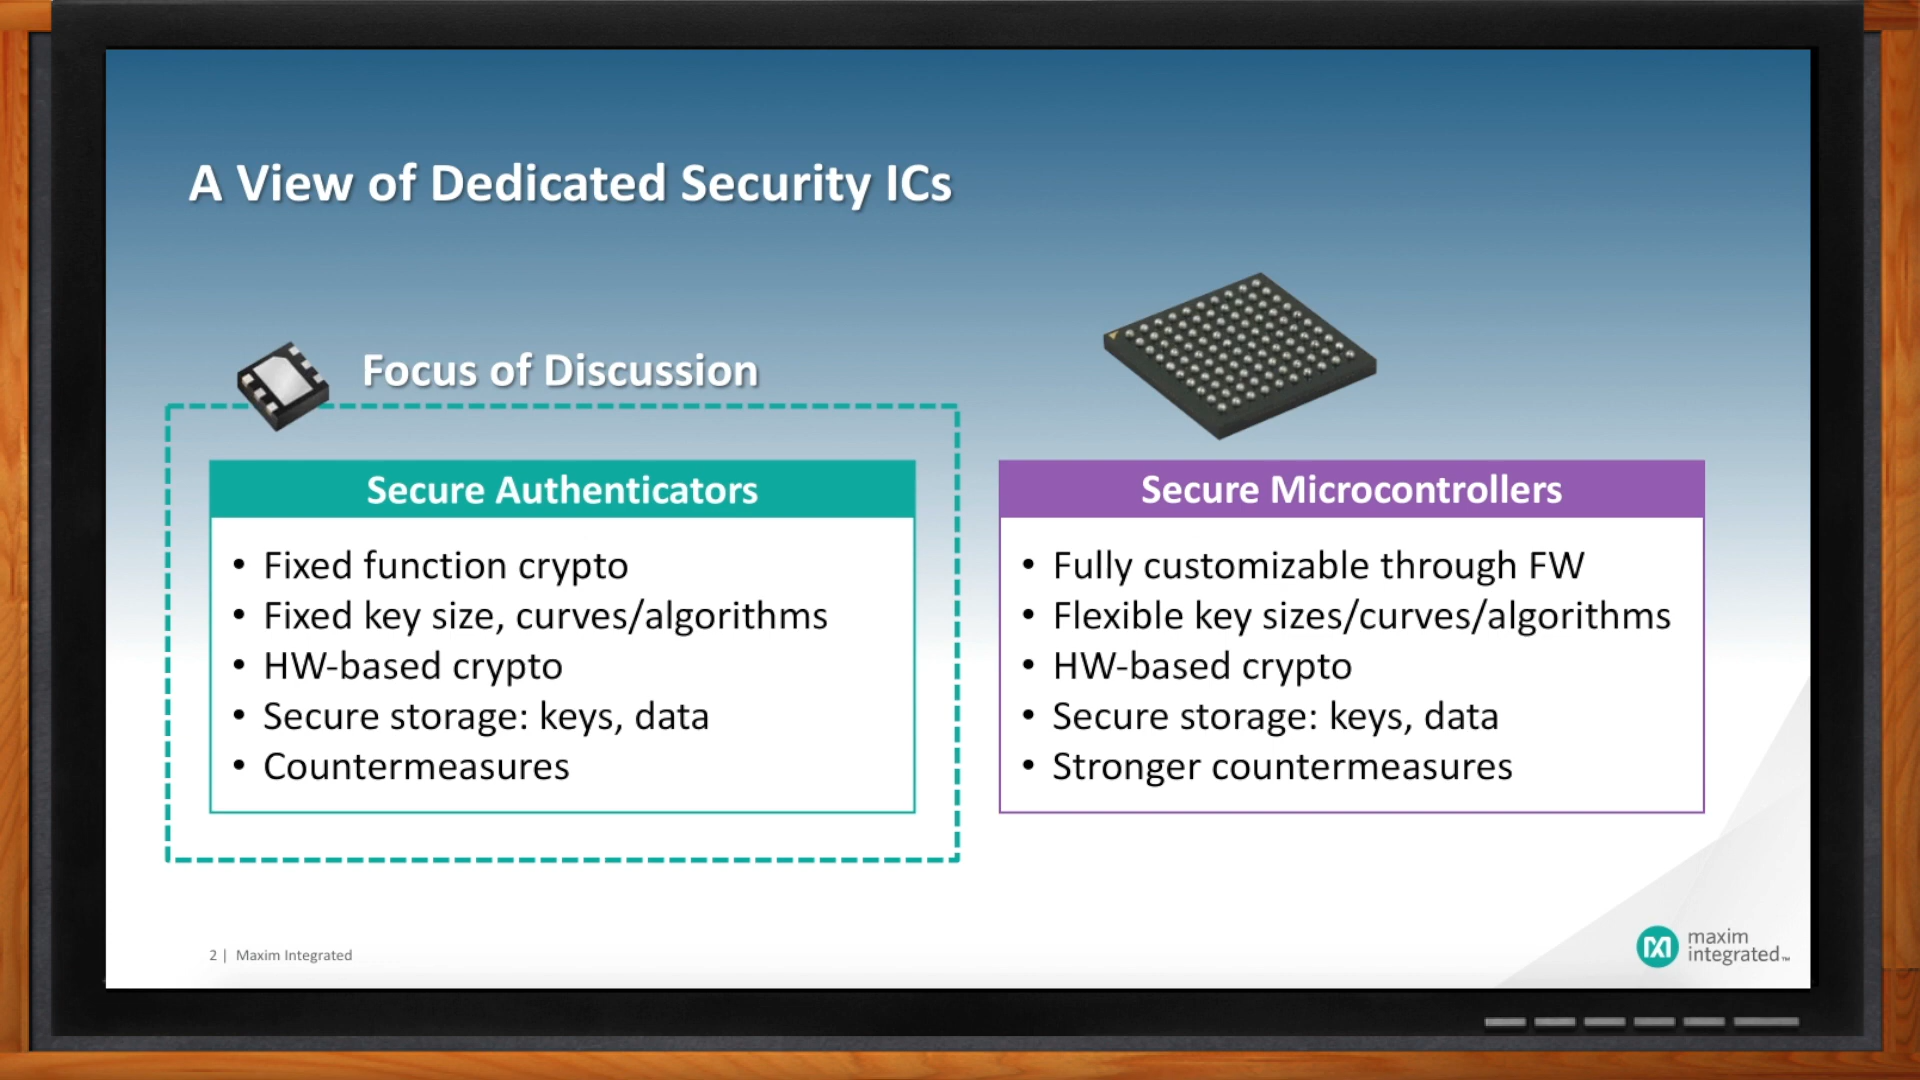 A View of Dedicated Security ICs
Focus of Discussion
Secure Authenticators
• Fixed function crypto
• Fixed key size, curves/algorithms
• HW-based crypto
• Secure storage: keys, data
• Countermeasures
Secure Microcontrollers
• Fully customizable through FW
• Flexible key sizes/curves/algorithms
• HW-based crypto
• Secure storage: keys, data
• Stronger countermeasures
2 | Maxim Integrated
maxim
integrated™